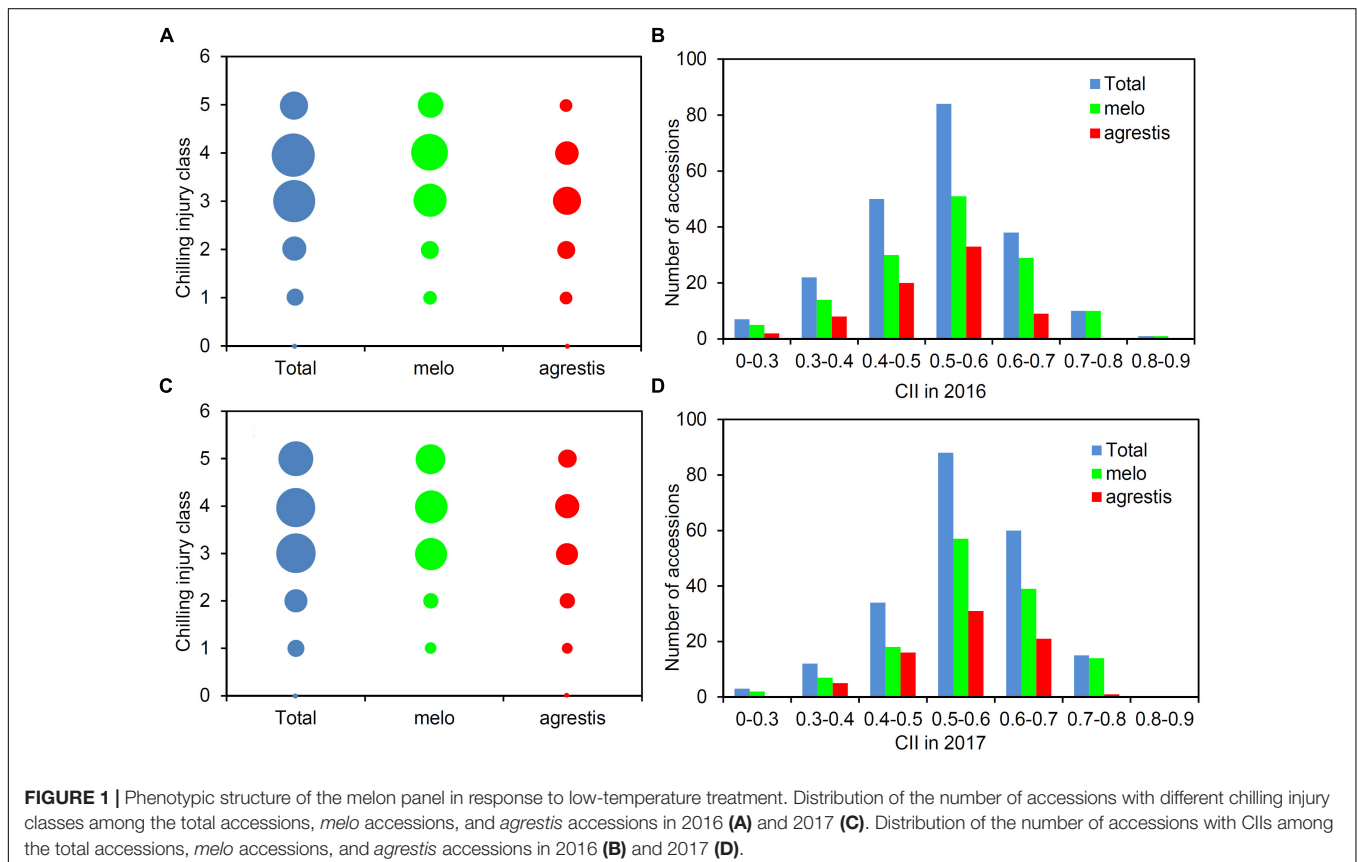 A
6
5
4
3
2
1
0
Chilling injury class
Total melo agrestis
B
100
80
60
40
20
0
Number of accessions
Total
melo
agrestis
0-0.3 0.3-0.4 0.4-0.5 0.5-0.6 0.6-0.7 0.7-0.8 0.8-0.9
CII in 2016
C
6
5
4
3
2
1
0
Chilling injury class
Total melo agrestis
D
100
80
60
40
20
0
Number of accessions
Total
melo
agrestis
0-0.3 0.3-0.4 0.4-0.5 0.5-0.6 0.6-0.7 0.7-0.8 0.8-0.9
CII in 2017
FIGURE 1 | Phenotypic structure of the melon panel in response to low-temperature treatment. Distribution of the number of accessions with different chilling injury
classes among the total accessions, melo accessions, and agrestis accessions in 2016 (A) and 2017 (C). Distribution of the number of accessions with CIIs among
the total accessions, melo accessions, and agrestis accessions in 2016 (B) and 2017 (D).